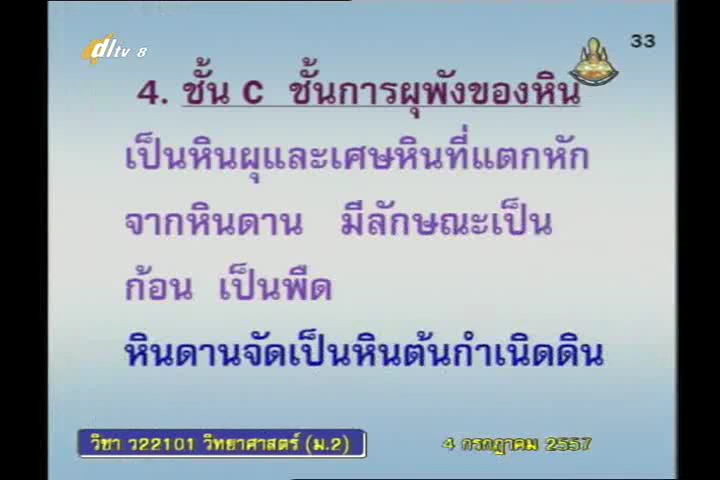 dltv 8
33
4. ชั้น C ชั้นการผุพังของหิน
เป็นหินผุและเศษหินที่แตกหัก
จากหินดาน มีลักษณะเป็น
ก้อน เป็นพืด
หินดานจัดเป็นหินต้นกำเนิดดิน
วิชา ว22101 วิทยาศาสตร์ (ม.2)
4 กรกฎาคม 2557